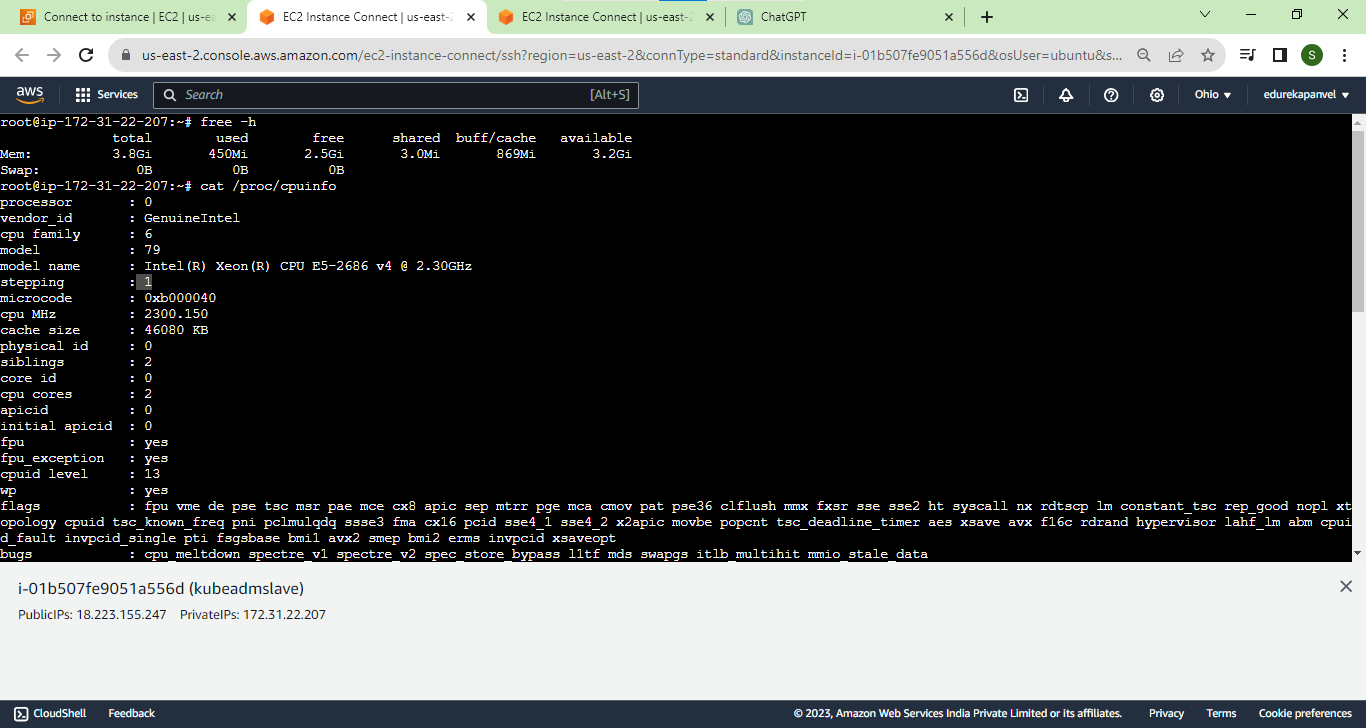 Connect to instance | EC2 | us-ea
EC2 Instance Connect | us-east-2
EC2 Instance Connect | us-east-2
ChatGPT
us-east-2.console.aws.amazon.com/ec2-instance-connect/ssh?region=us-east-2&connType=standard&instanceId=i-01b507fe9051a556d&osUser=ubuntu&s...
S
aws
Services
Search
[Alt+S]
Ohio
edurekapanvel
root@ip-172-31-22-207:~# free -h
total used free shared buff/cache available
Mem: 3.8Gi 450Mi 2.5Gi 3.0Mi 869Mi 3.2Gi
Swap: 0B 0B 0B
root@ip-172-31-22-207:~# cat /proc/cpuinfo
processor : 0
vendor_id : GenuineIntel
cpu family : 6
model : 79
model name : Intel(R) Xeon(R) CPU E5-2686 v4 @ 2.30GHz
stepping : 1
microcode : 0xb000040
cpu MHz : 2300.150
cache size : 46080 KB
physical id : 0
siblings : 2
core id : 0
cpu cores : 2
apicid : 0
initial apicid : 0
fpu : yes
fpu_exception : yes
cpuid level : 13
wp : yes
flags : fpu vme de pse tsc msr pae mce cx8 apic sep mtrr pge mca cmov pat pse36 clflush mmx fxsr sse sse2 ht syscall nx rdtscp lm constant_tsc rep_good nopl xt
opology cpuid tsc_known_freq pni pclmulqdq ssse3 fma cx16 pcid sse4_1 sse4_2 x2apic movbe popcnt tsc_deadline_timer aes xsave avx f16c rdrand hypervisor lahf_lm abm cpui
d_fault invpcid_single pti fsgsbase bmi1 avx2 smep bmi2 erms invpcid xsaveopt
bugs : cpu_meltdown spectre_v1 spectre_v2 spec_store_bypass l1tf mds swapgs itlb_multihit mmio_stale_data
i-01b507fe9051a556d (kubeadmslave)
PublicIPs: 18.223.155.247 PrivateIPs: 172.31.22.207
CloudShell
Feedback
© 2023, Amazon Web Services India Private Limited or its affiliates.
Privacy
Terms
Cookie preferences